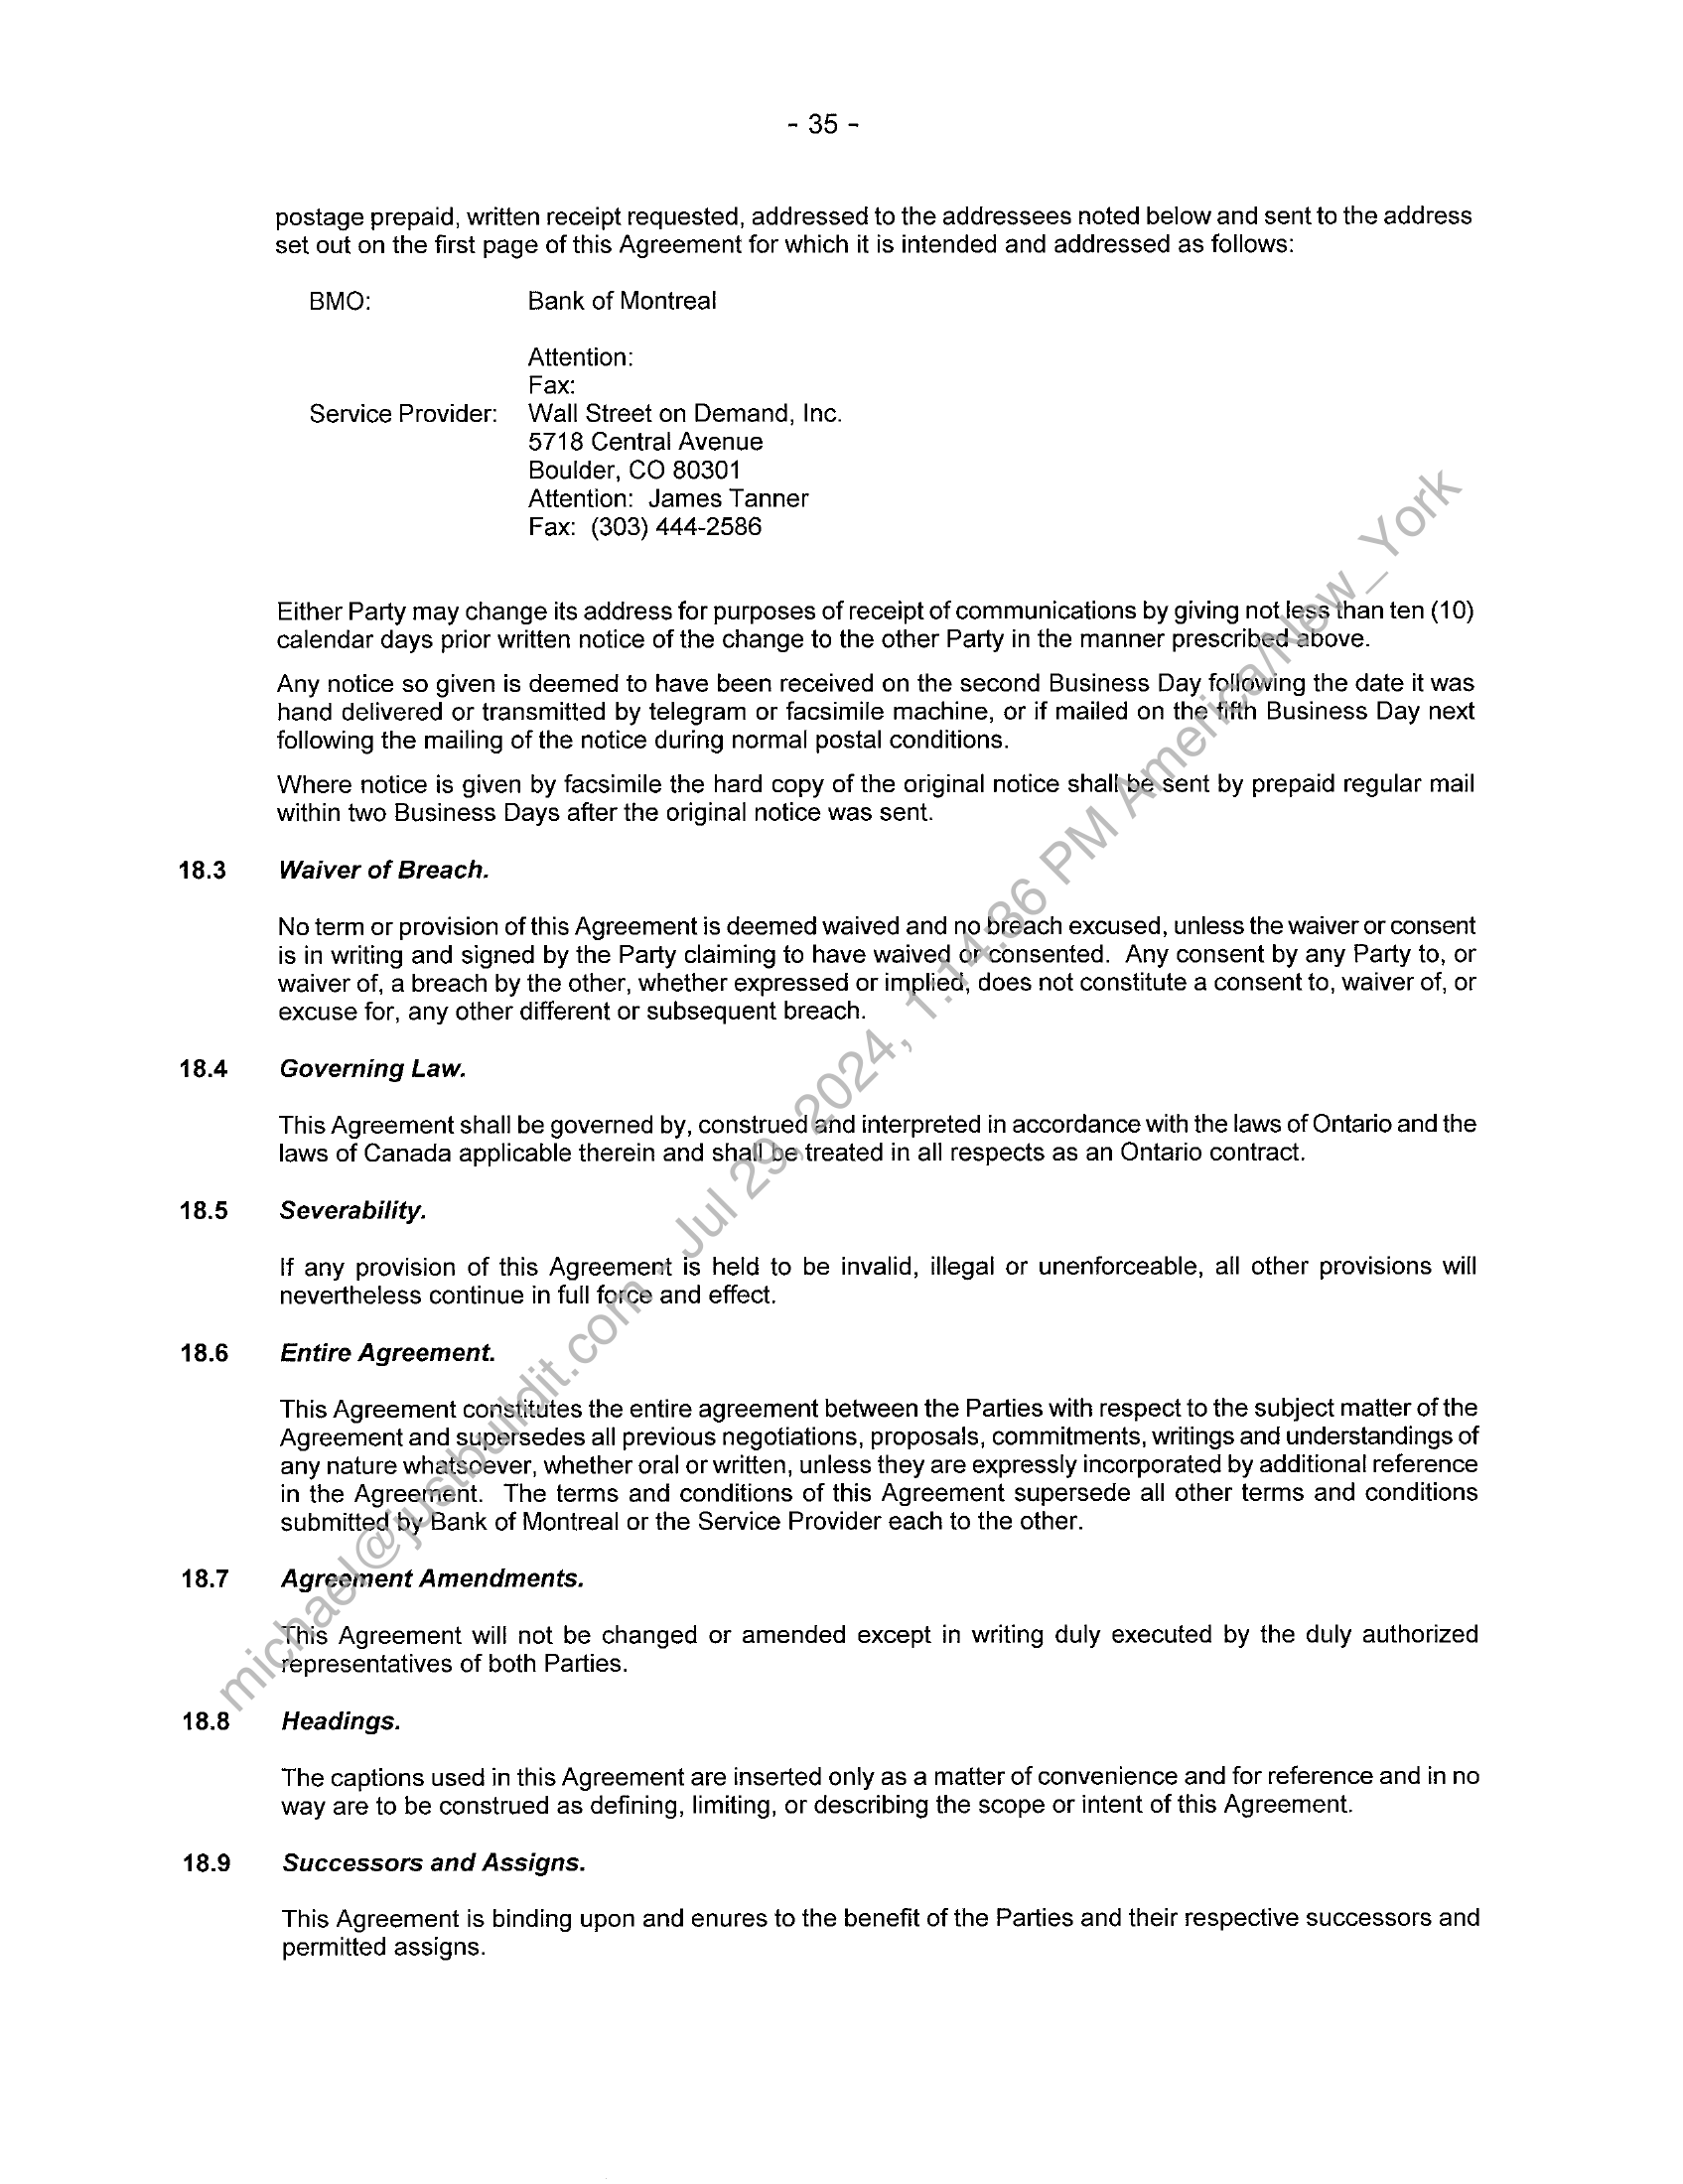 - 35 -
postage prepaid, written receipt requested, addressed to the addressees noted below and sent to the address
set out on the first page of this Agreement for which it is intended and addressed as follows:
BMO: Bank of Montreal
Attention:
Fax:
Service Provider: Wall Street on Demand, Inc.
5718 Central Avenue
Boulder, CO 80301
Attention: James Tanner
Fax: (303) 444-2586
Either Party may change its address for purposes of receipt of communications by giving not less than ten (10)
calendar days prior written notice of the change to the other Party in the manner prescribed above.
Any notice so given is deemed to have been received on the second Business Day following the date it was
hand delivered or transmitted by telegram or facsimile machine, or if mailed on the fifth Business Day next
following the mailing of the notice during normal postal conditions.
Where notice is given by facsimile the hard copy of the original notice shall be sent by prepaid regular mail
within two Business Days after the original notice was sent.
18.3 Waiver of Breach.
No term or provision of this Agreement is deemed waived and no breach excused, unless the waiver or consent
is in writing and signed by the Party claiming to have waived or consented. Any consent by any Party to, or
waiver of, a breach by the other, whether expressed or implied, does not constitute a consent to, waiver of, or
excuse for, any other different or subsequent breach.
18.4 Governing Law.
This Agreement shall be governed by, construed and interpreted in accordance with the laws of Ontario and the
laws of Canada applicable therein and shall be treated in all respects as an Ontario contract.
18.5 Severability.
If any provision of this Agreement is held to be invalid, illegal or unenforceable, all other provisions will
nevertheless continue in full force and effect.
18.6 Entire Agreement.
This Agreement constitutes the entire agreement between the Parties with respect to the subject matter of the
Agreement and supersedes all previous negotiations, proposals, commitments, writings and understandings of
any nature whatsoever, whether oral or written, unless they are expressly incorporated by additional reference
in the Agreement. The terms and conditions of this Agreement supersede all other terms and conditions
submitted by Bank of Montreal or the Service Provider each to the other.
18.7 Agreement Amendments.
This Agreement will not be changed or amended except in writing duly executed by the duly authorized
representatives of both Parties.
18.8 Headings.
The captions used in this Agreement are inserted only as a matter of convenience and for reference and in no
way are to be construed as defining, limiting, or describing the scope or intent of this Agreement.
18.9 Successors and Assigns.
This Agreement is binding upon and enures to the benefit of the Parties and their respective successors and
permitted assigns.
michael@justbuildit.com - Jul 29, 2024, 1:14:36 PM America/New_York